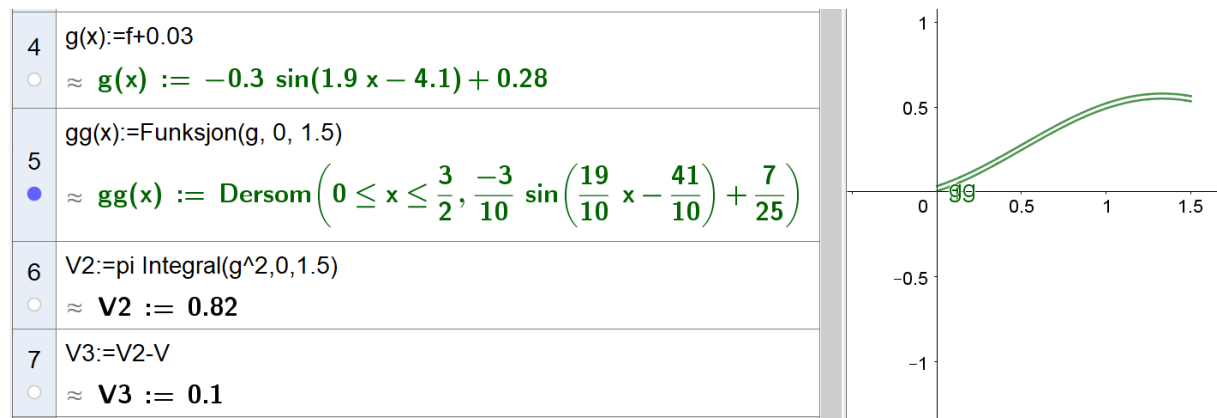 4
g(x):=f+0.03
≈ g(x) := −0.3 sin(1.9 x − 4.1) + 0.28
5
gg(x):=Funksjon(g, 0, 1.5)
≈ gg(x) := Dersom(0 ≤ x ≤ 3/2, −3/10 sin(19/10 x − 41/10) + 7/25)
6
V2:=pi Integral(g^2,0,1.5)
≈ V2 := 0.82
7
V3:=V2-V
≈ V3 := 0.1
1
0.5
gg
0
0.5
1
1.5
−0.5
−1